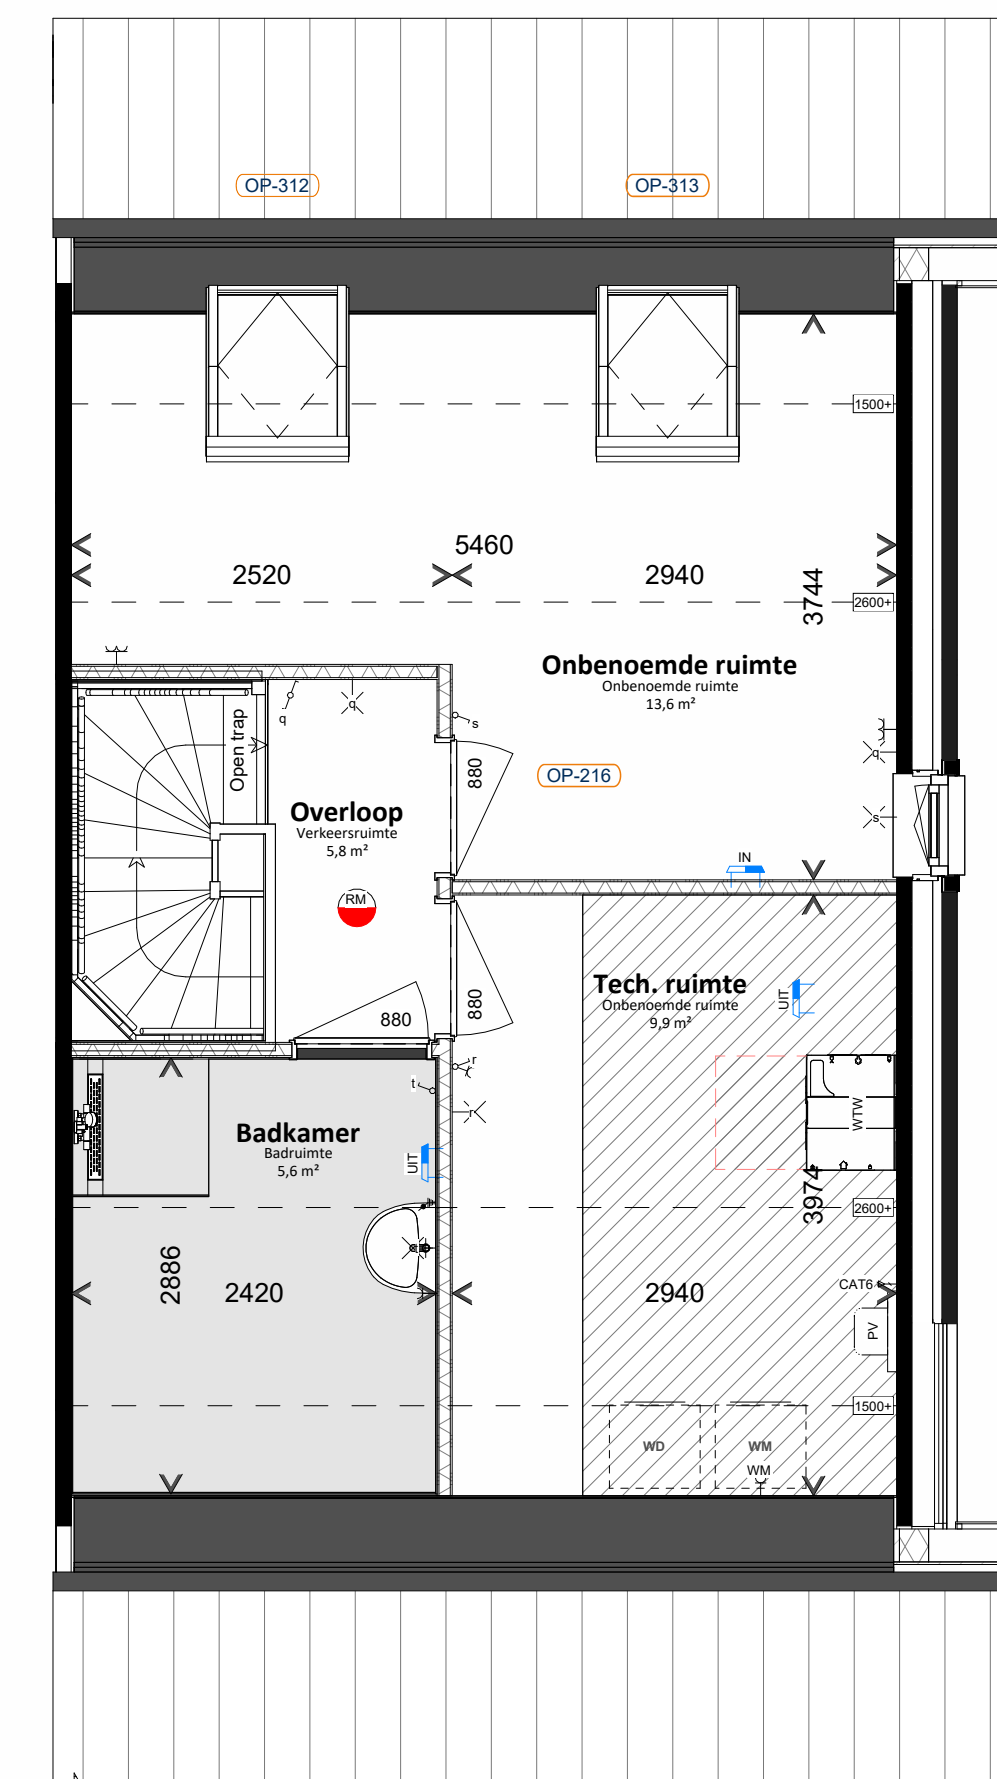 OP-312
OP-313
1500+
5460
2520
2940
3744
2600+
Onbenoemde ruimte
Onbenoemde ruimte
13,6 m²
q
q
s
Open trap
q
880
OP-216
Overloop
Verkeersruimte
5,8 m²
s
IN
RM
Tech. ruimte
Onbenoemde ruimte
9,9 m²
UIT
880
880
r
t
r
WTW
Badkamer
Badruimte
5,6 m²
UIT
3974
2600+
2886
2420
2940
CAT6
PV
1500+
WD
WM
WM